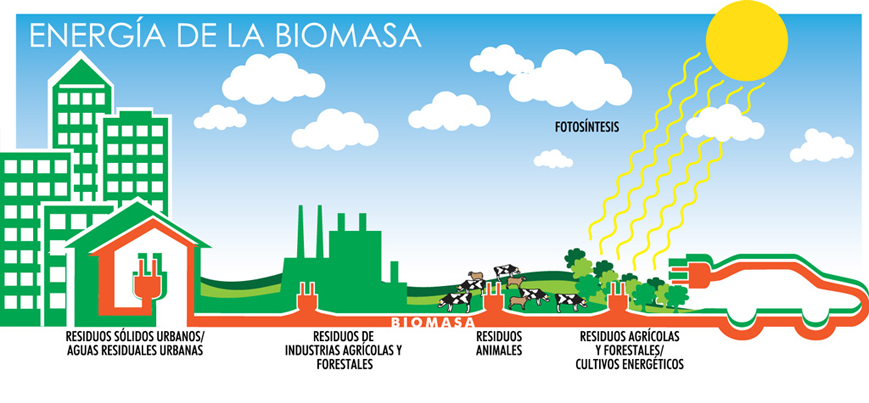 ENERGÍA DE LA BIOMASA
FOTOSÍNTESIS
BIOMASA
RESIDUOS SÓLIDOS URBANOS/
AGUAS RESIDUALES URBANAS
RESIDUOS DE
INDUSTRIAS AGRÍCOLAS Y
FORESTALES
RESIDUOS
ANIMALES
RESIDUOS AGRÍCOLAS
Y FORESTALES/
CULTIVOS ENERGÉTICOS